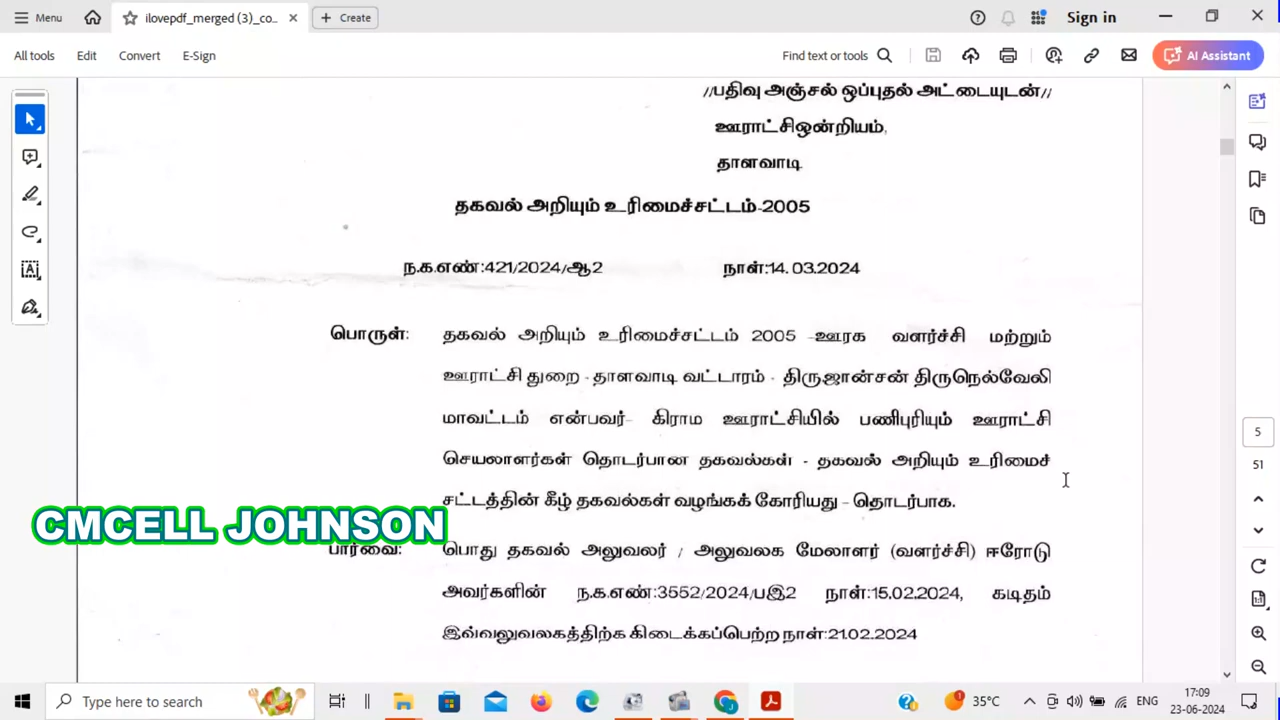 Menu
ilovepdf_merged (3)_co...
Create
Sign in
All tools
Edit
Convert
E-Sign
Find text or tools
AI Assistant
//பதிவு அஞ்சல் ஒப்புதல் அட்டையுடன்//
ஊராட்சிஒன்றியம்,
தாளவாடி
தகவல் அறியும் உரிமைச்சட்டம்-2005
ந.க.எண்:421/2024/ஆ2 நாள்:14.03.2024
பொருள்: தகவல் அறியும் உரிமைச்சட்டம் 2005 -ஊரக வளர்ச்சி மற்றும்
ஊராட்சி துறை - தாளவாடி வட்டாரம் - திரு.ஜான்சன் திருநெல்வேலி
மாவட்டம் என்பவர்- கிராம ஊராட்சியில் பணிபுரியும் ஊராட்சி
செயலாளர்கள் தொடர்பான தகவல்கள் - தகவல் அறியும் உரிமைச்
சட்டத்தின் கீழ் தகவல்கள் வழங்கக் கோரியது – தொடர்பாக.
CMCELL JOHNSON
பார்வை: பொது தகவல் அலுவலர் / அலுவலக மேலாளர் (வளர்ச்சி) ஈரோடு
அவர்களின் ந.க.எண்:3552/2024/பஇ2 நாள்:15.02.2024, கடிதம்
இவ்வலுவலகத்திற்க கிடைக்கப்பெற்ற நாள்:21.02.2024
5
51
Type here to search
35°C
ENG
17:09
23-06-2024